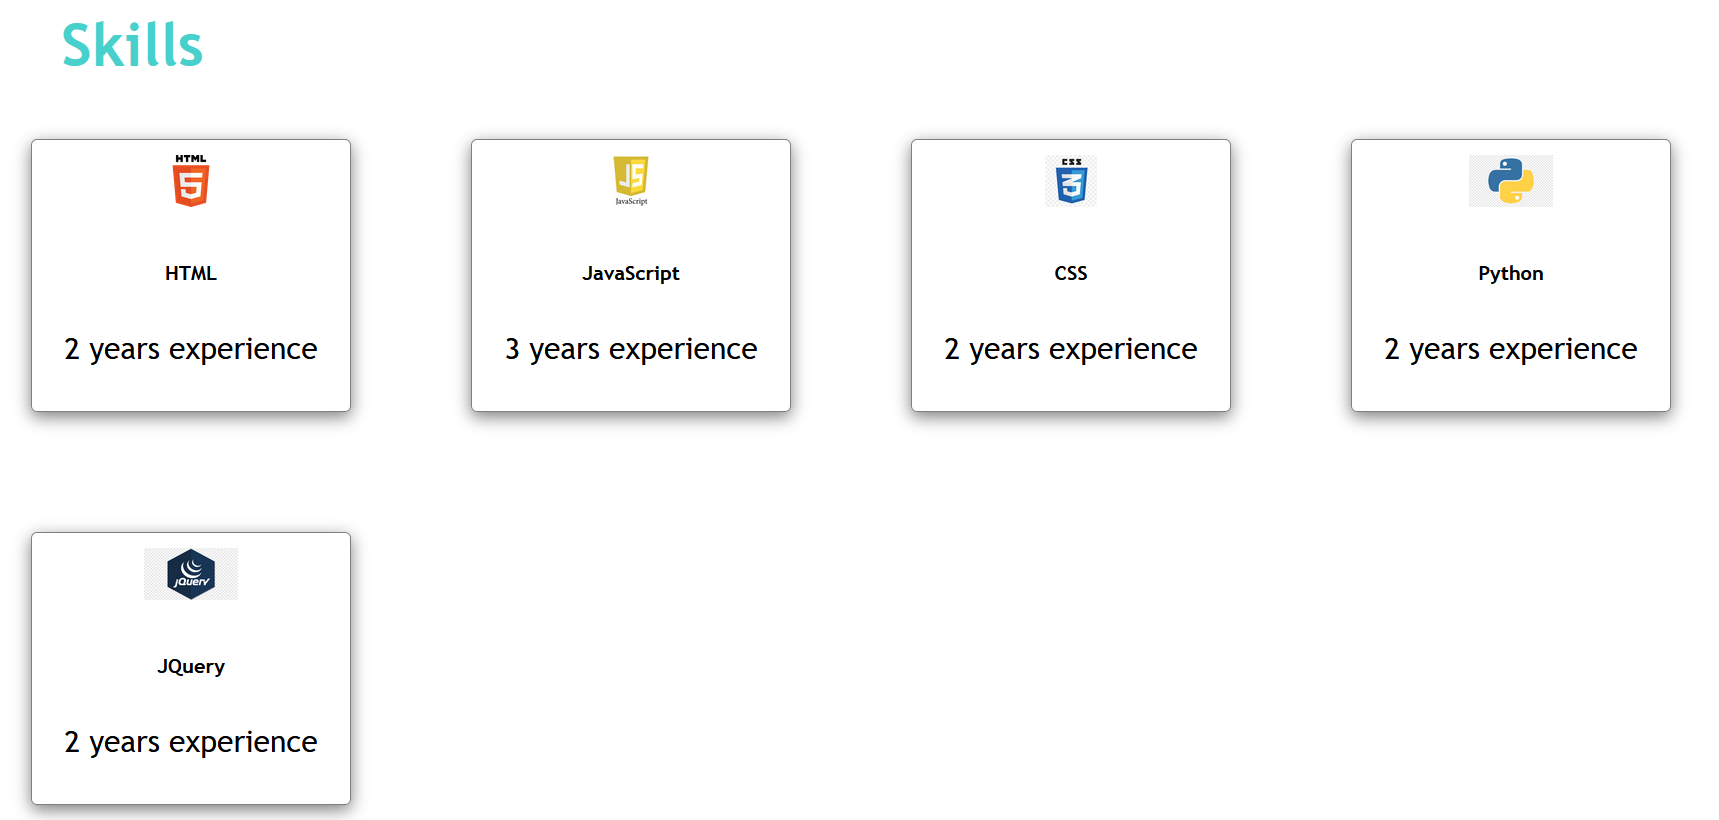 Skills
HTML
5
HTML
2 years experience
JS
JavaScript
JavaScript
3 years experience
CSS
3
CSS
2 years experience
Python
2 years experience
jQuery
JQuery
2 years experience